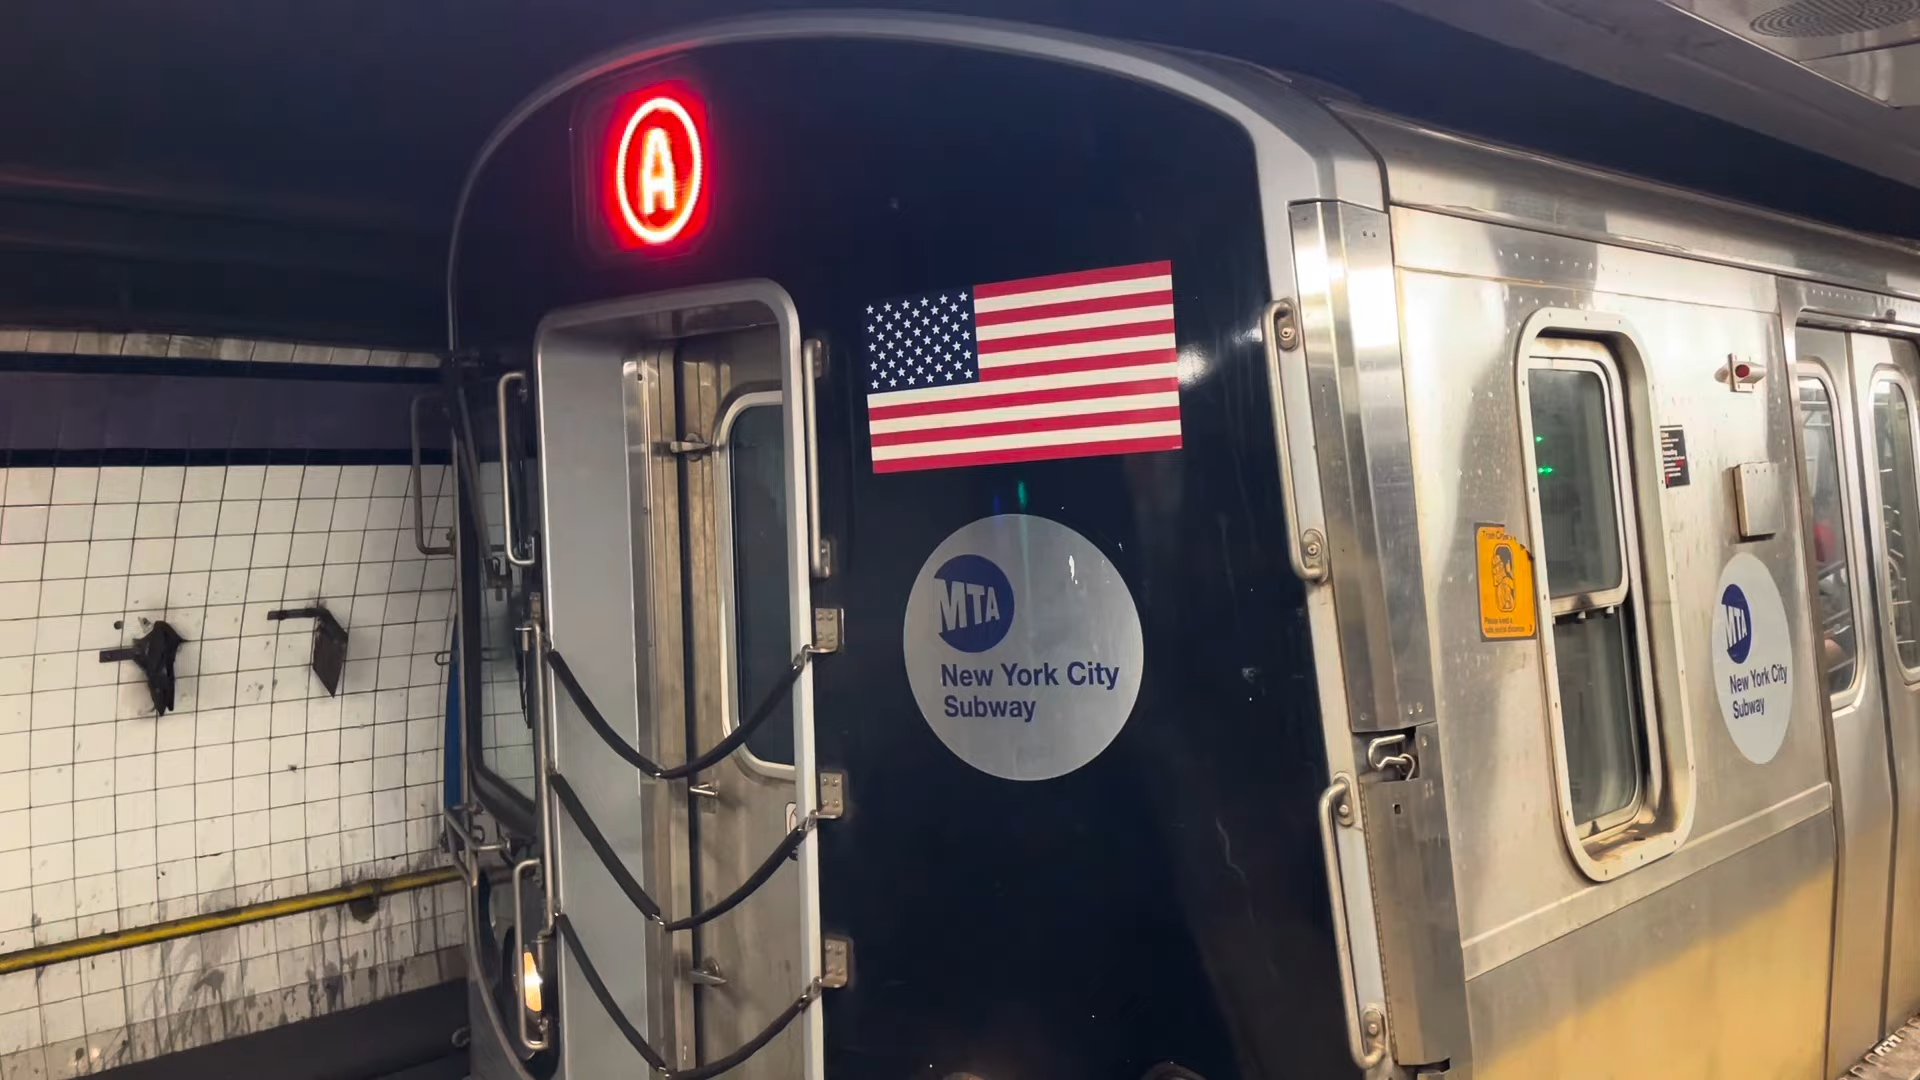 A
MTA
New York City
Subway
MTA
New York City
Subway